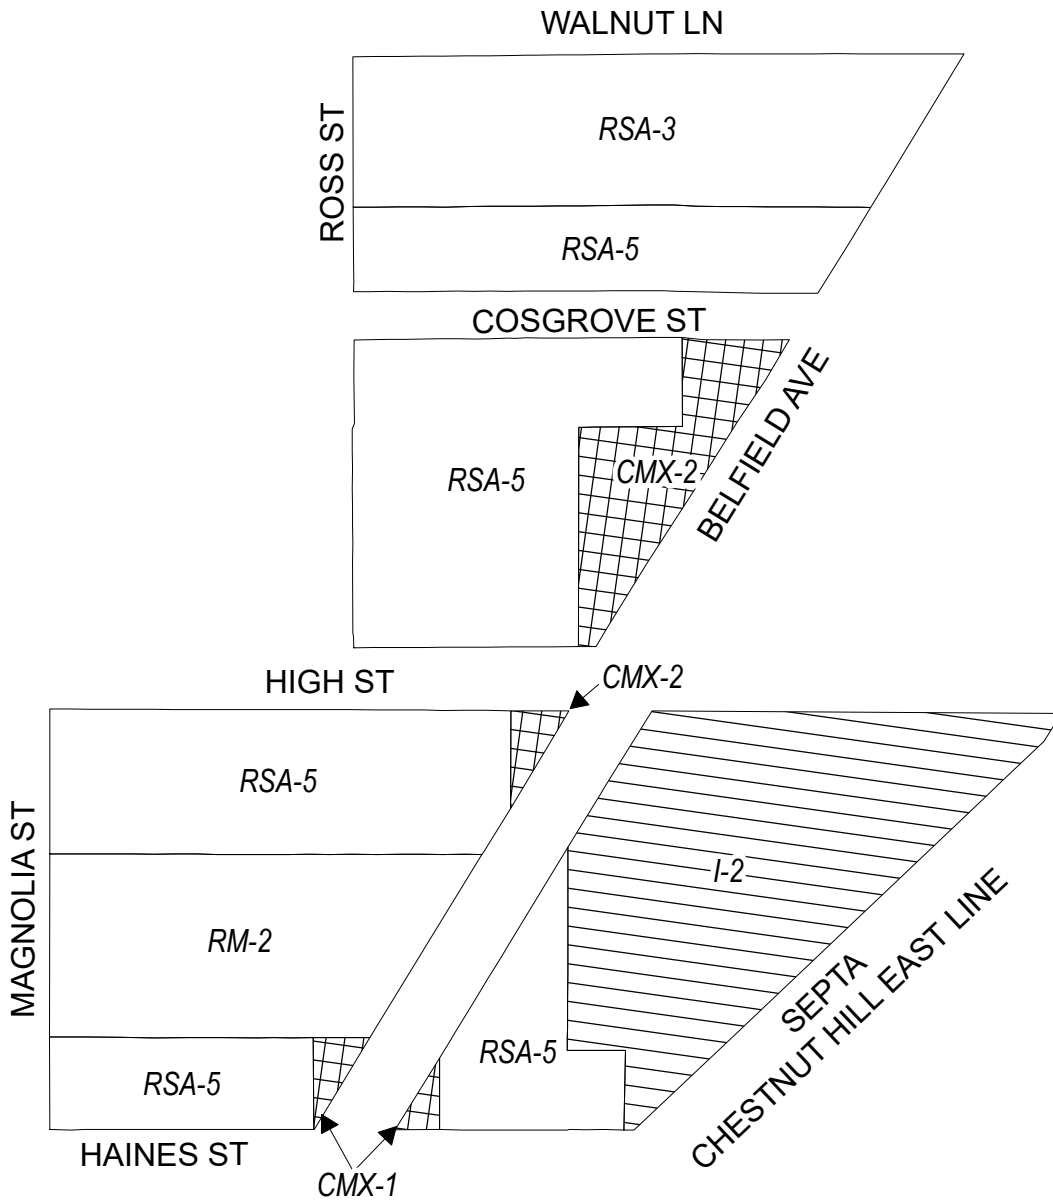 WALNUT LN
ROSS ST
RSA-3
RSA-5
COSGROVE ST
BELFIELD AVE
RSA-5
CMX-2
HIGH ST
CMX-2
RSA-5
MAGNOLIA ST
I-2
RM-2
SEPTA
CHESTNUT HILL EAST LINE
RSA-5
RSA-5
HAINES ST
CMX-1